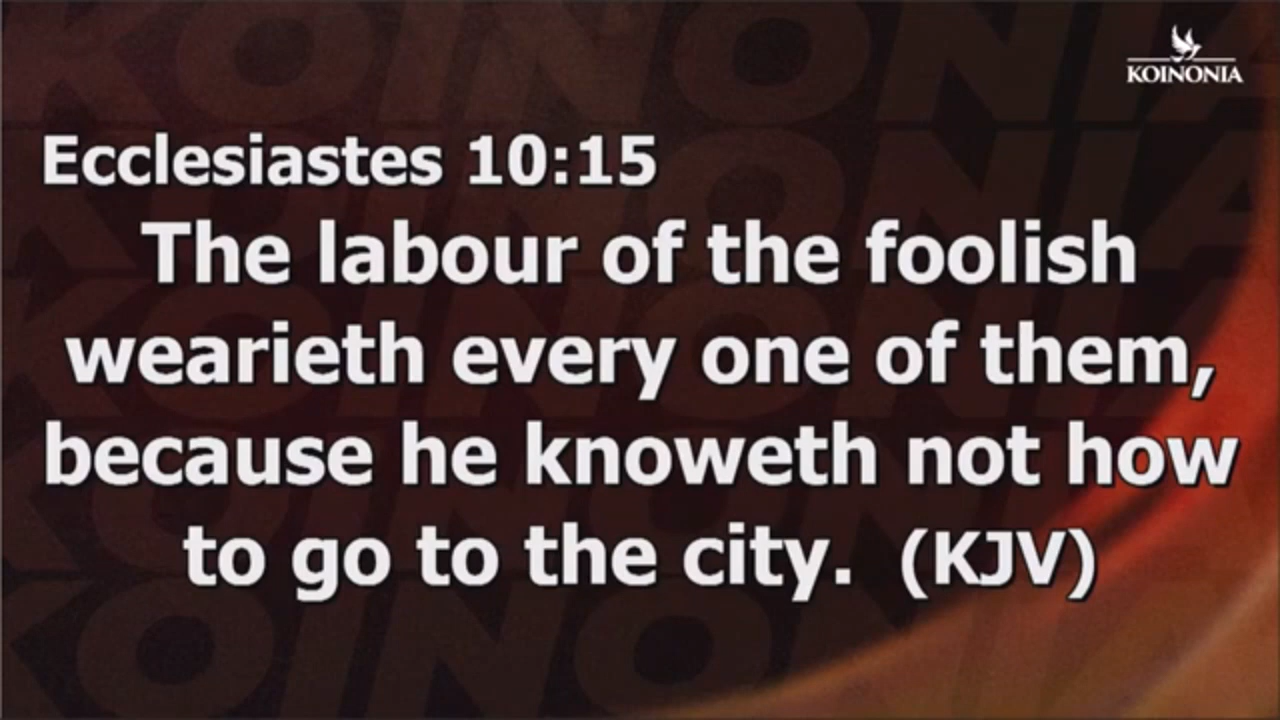 KOINONIA
Ecclesiastes 10:15
The labour of the foolish
wearieth every one of them,
because he knoweth not how
to go to the city. (KJV)